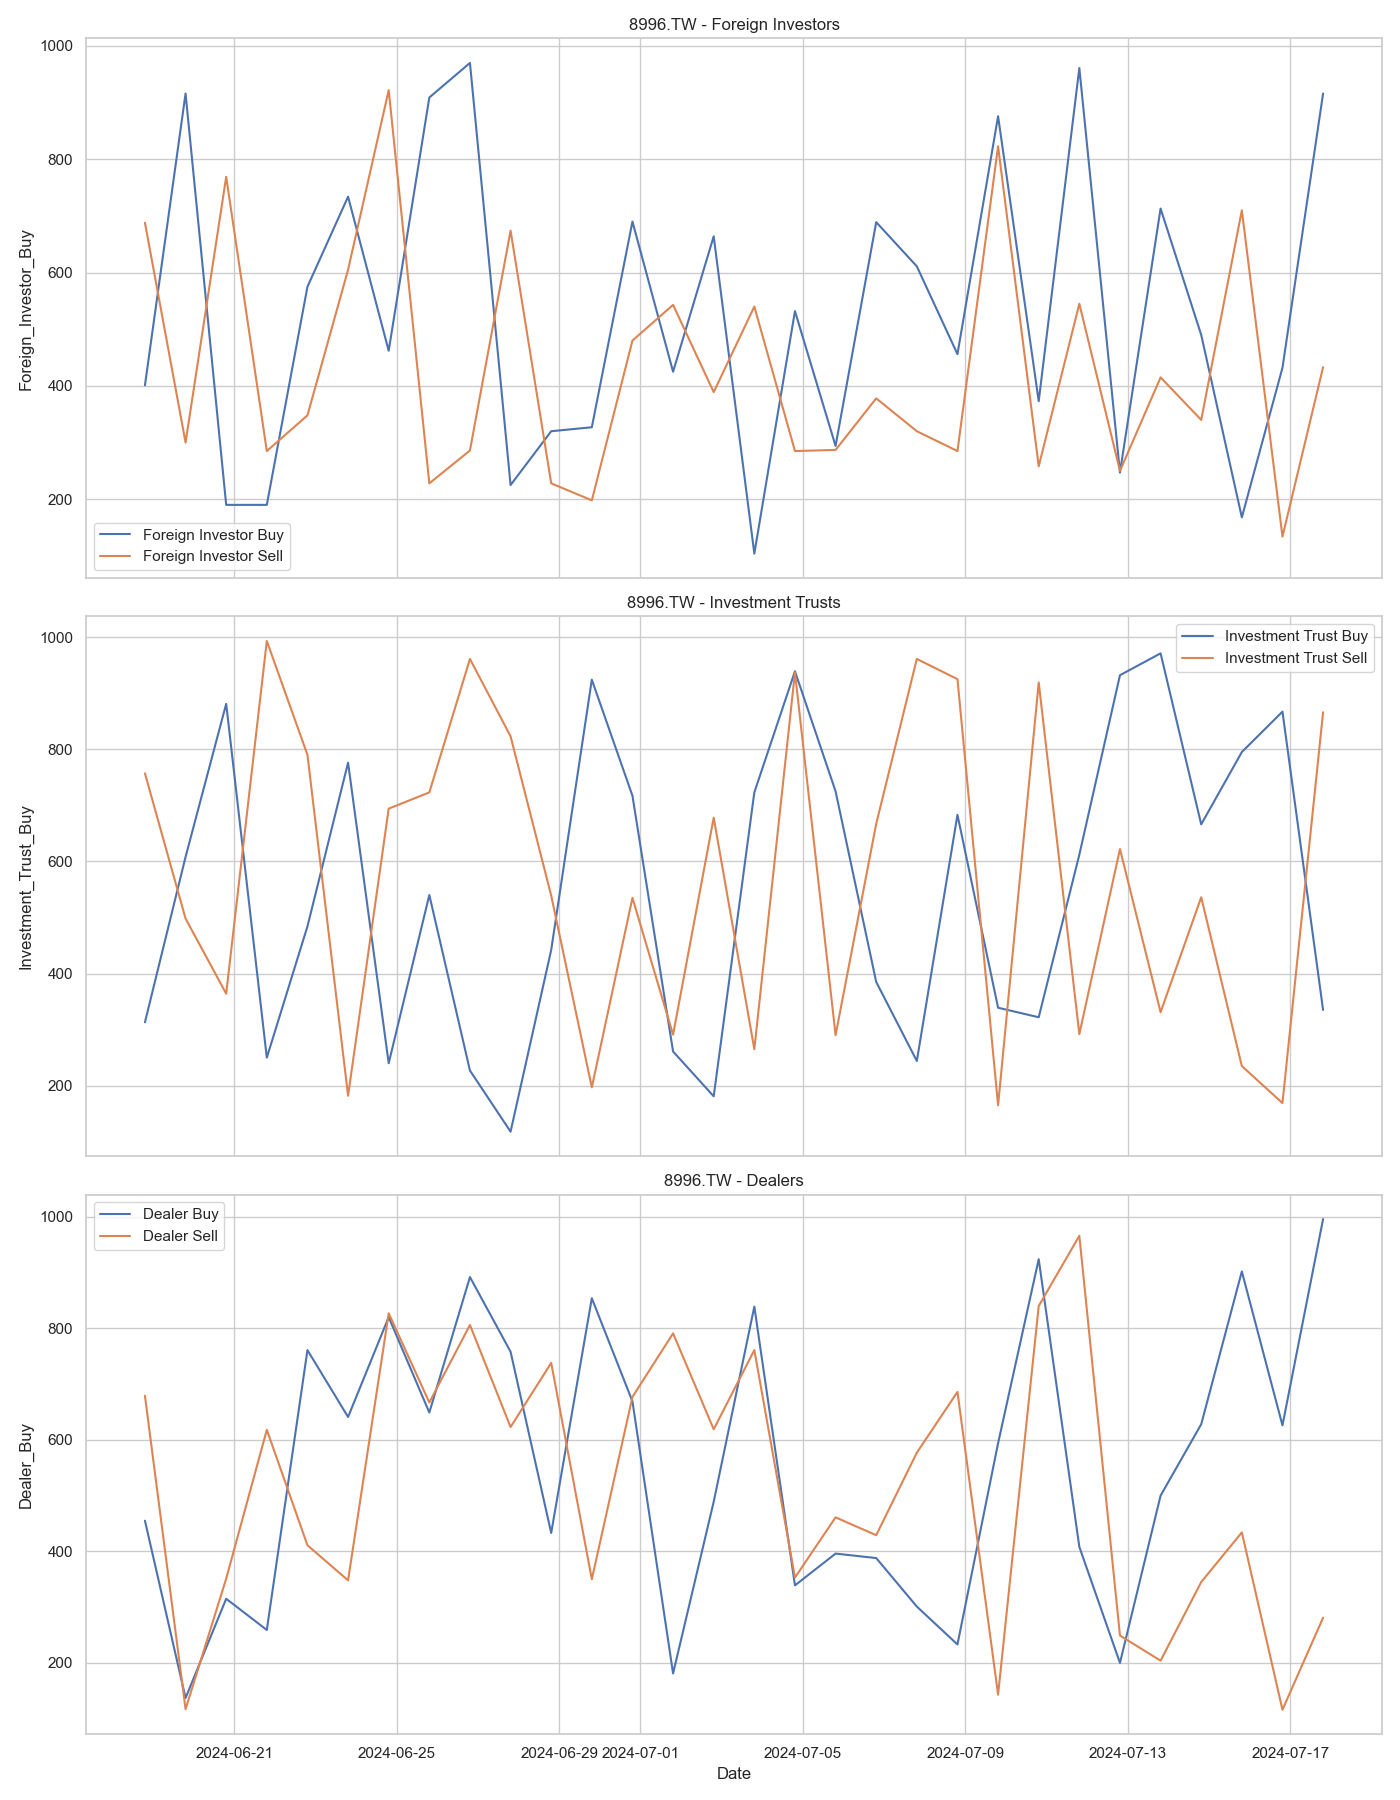 8996.TW - Foreign Investors
1000
800
600
400
200
Foreign_Investor_Buy
Foreign Investor Buy
Foreign Investor Sell
8996.TW - Investment Trusts
1000
800
600
400
200
Investment_Trust_Buy
Investment Trust Buy
Investment Trust Sell
8996.TW - Dealers
1000
800
600
400
200
Dealer_Buy
Dealer Buy
Dealer Sell
2024-06-21 2024-06-25 2024-06-29 2024-07-01 2024-07-05 2024-07-09 2024-07-13 2024-07-17
Date